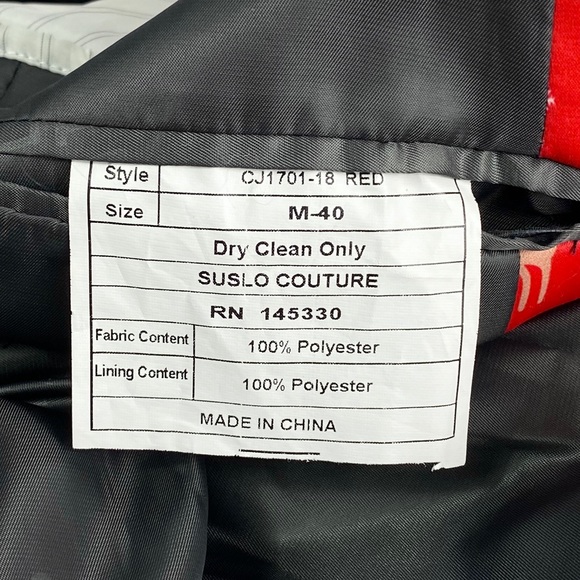 Style CJ1701-18 RED
Size M-40
Dry Clean Only
SUSLO COUTURE
RN 145330
Fabric Content 100% Polyester
Lining Content 100% Polyester
MADE IN CHINA